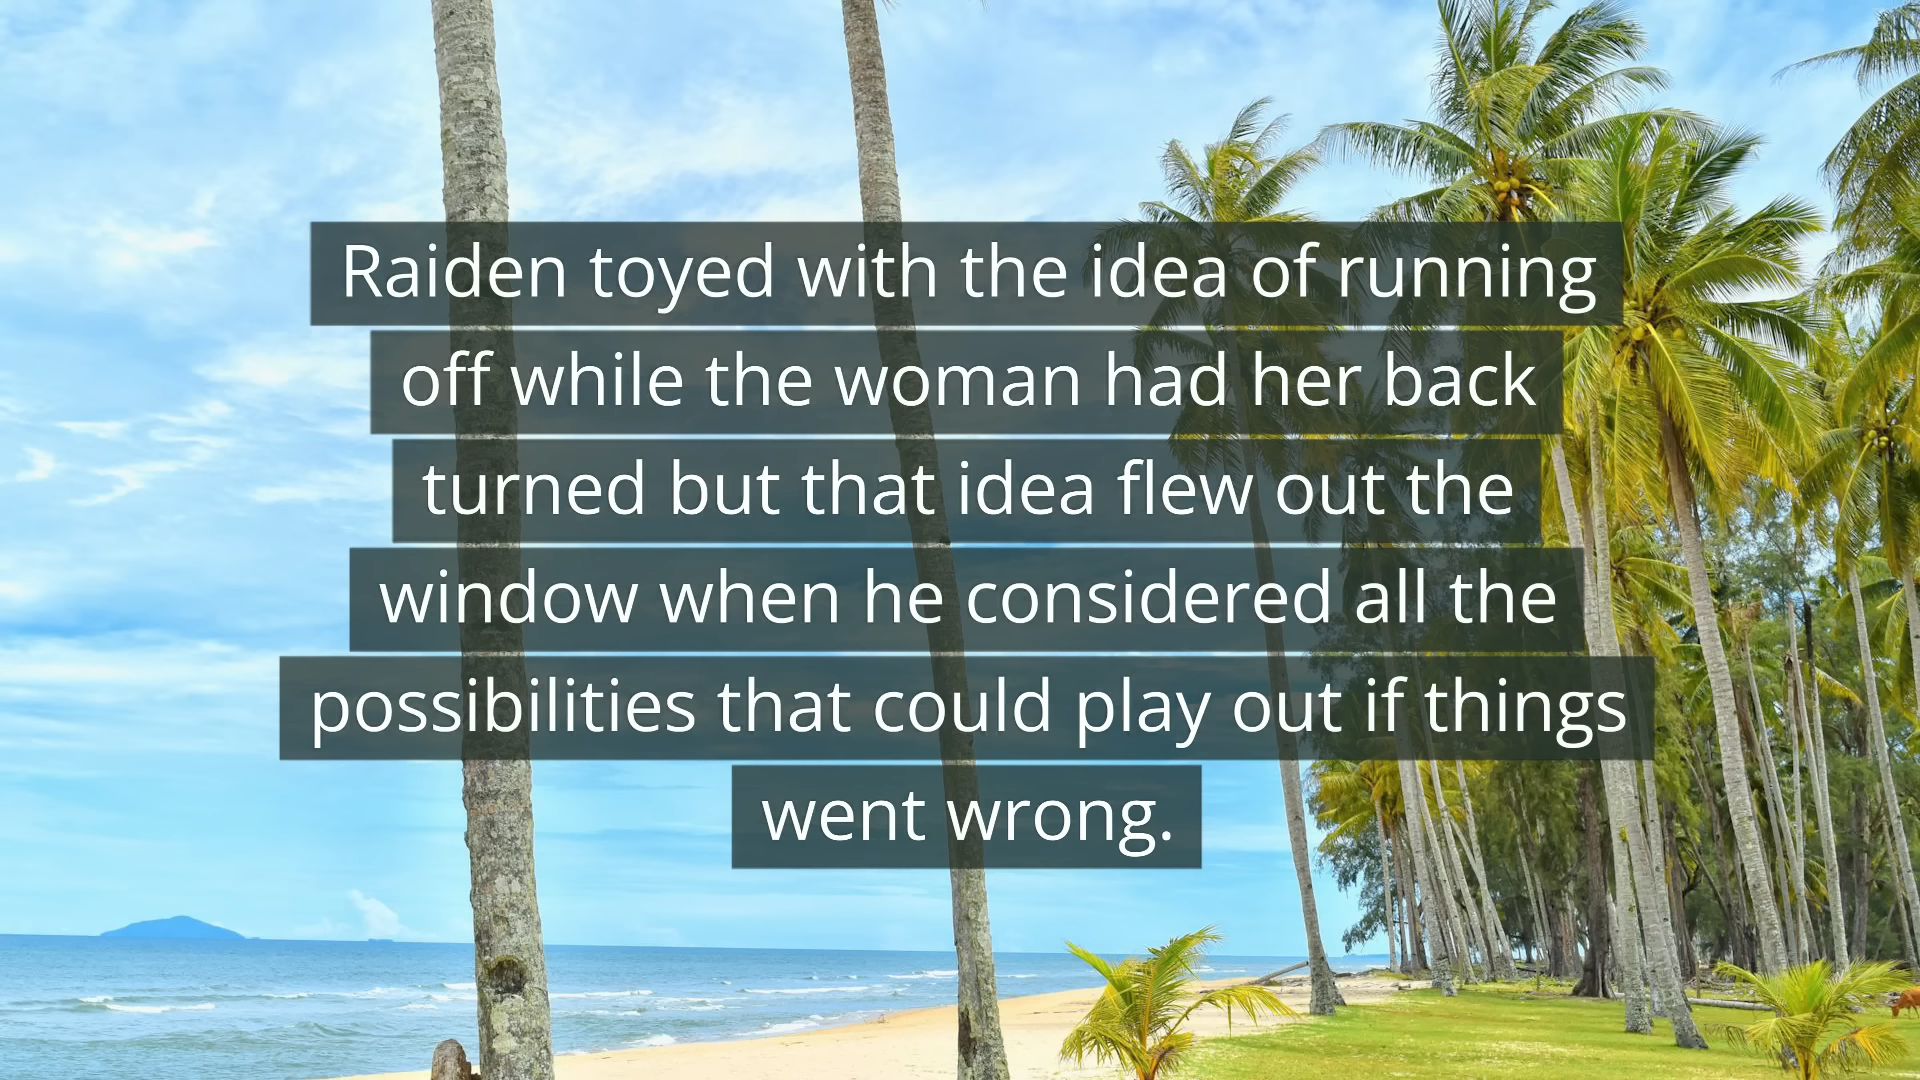 Raiden toyed with the idea of running
off while the woman had her back
turned but that idea flew out the
window when he considered all the
possibilities that could play out if things
went wrong.